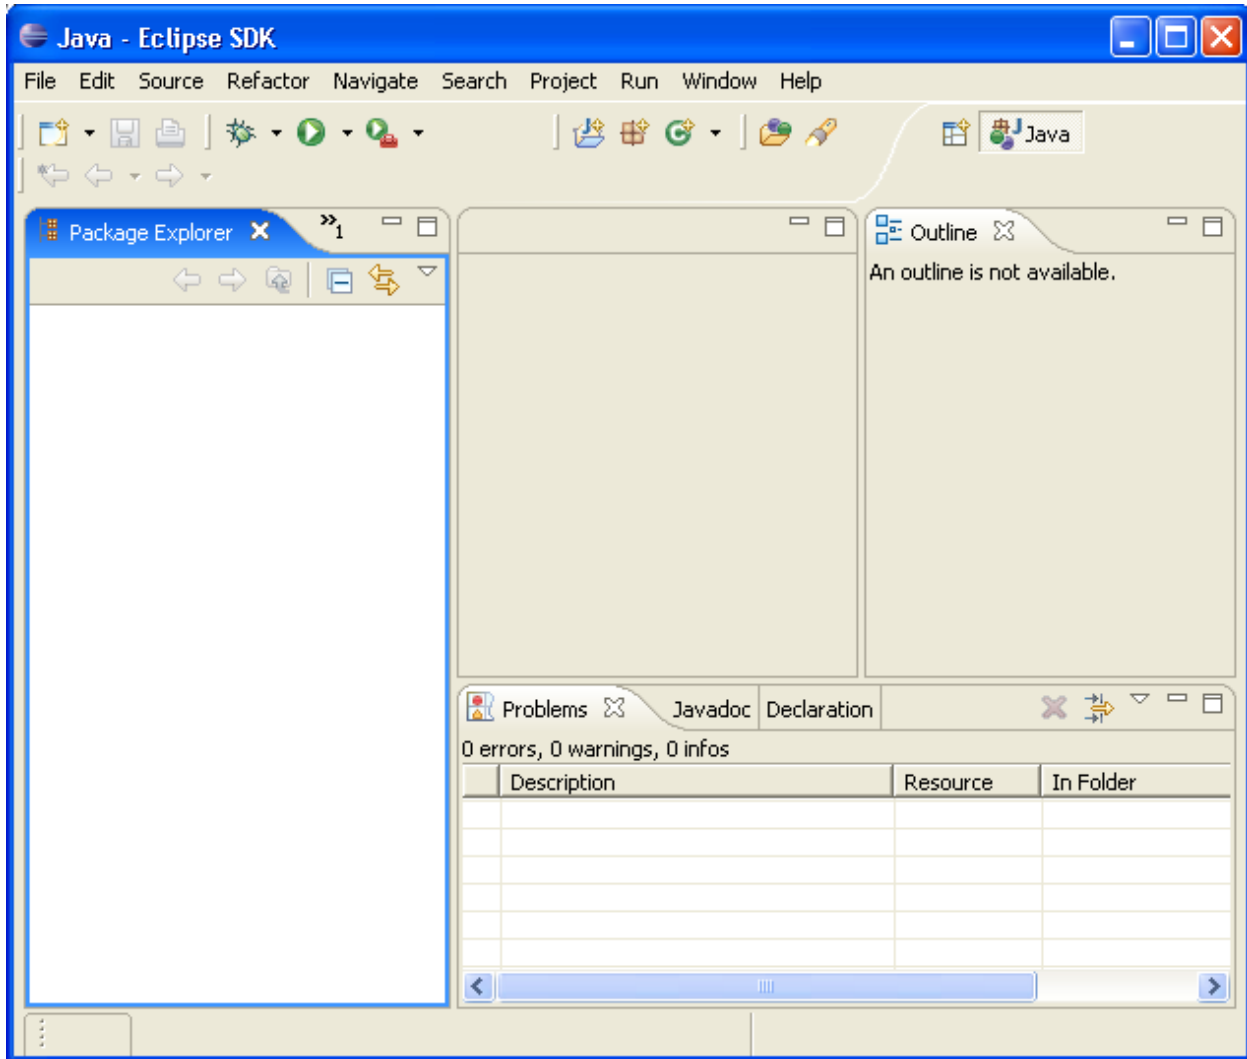 Java - Eclipse SDK
File Edit Source Refactor Navigate Search Project Run Window Help
Java
Package Explorer
»1
Outline
An outline is not available.
Problems Javadoc Declaration
0 errors, 0 warnings, 0 infos
Description Resource In Folder